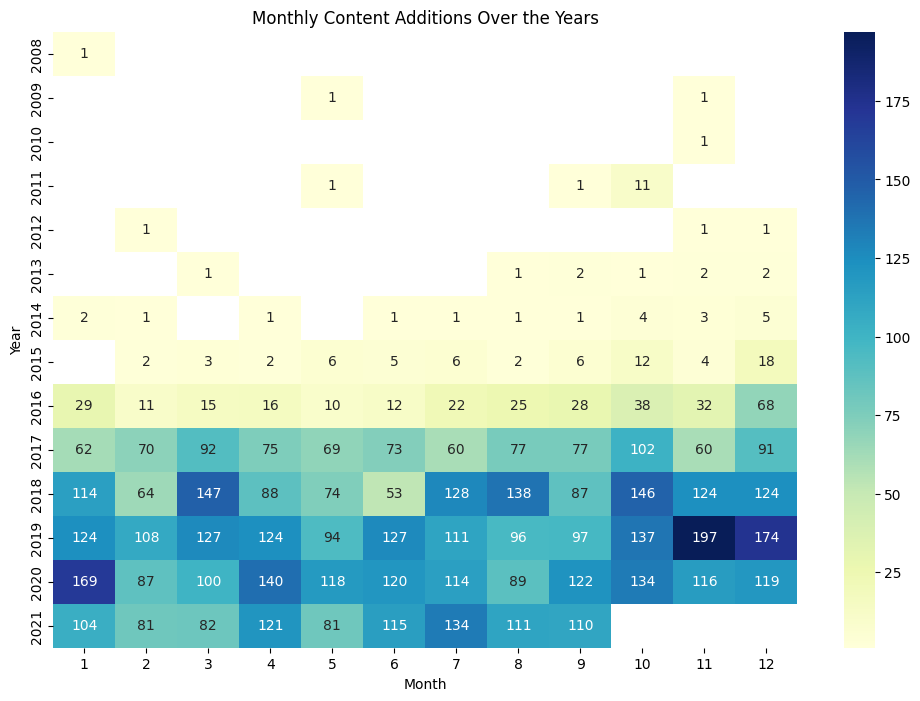 Monthly Content Additions Over the Years
Year
2008 1
2009 1 1
2010 1
2011 1 1 11
2012 1 1 1
2013 1 1 2 1 2 2
2014 2 1 1 1 1 1 1 4 3 5
2015 2 3 2 6 5 6 2 6 12 4 18
2016 29 11 15 16 10 12 22 25 28 38 32 68
2017 62 70 92 75 69 73 60 77 77 102 60 91
2018 114 64 147 88 74 53 128 138 87 146 124 124
2019 124 108 127 124 94 127 111 96 97 137 197 174
2020 169 87 100 140 118 120 114 89 122 134 116 119
2021 104 81 82 121 81 115 134 111 110
1 2 3 4 5 6 7 8 9 10 11 12
Month
175
150
125
100
75
50
25